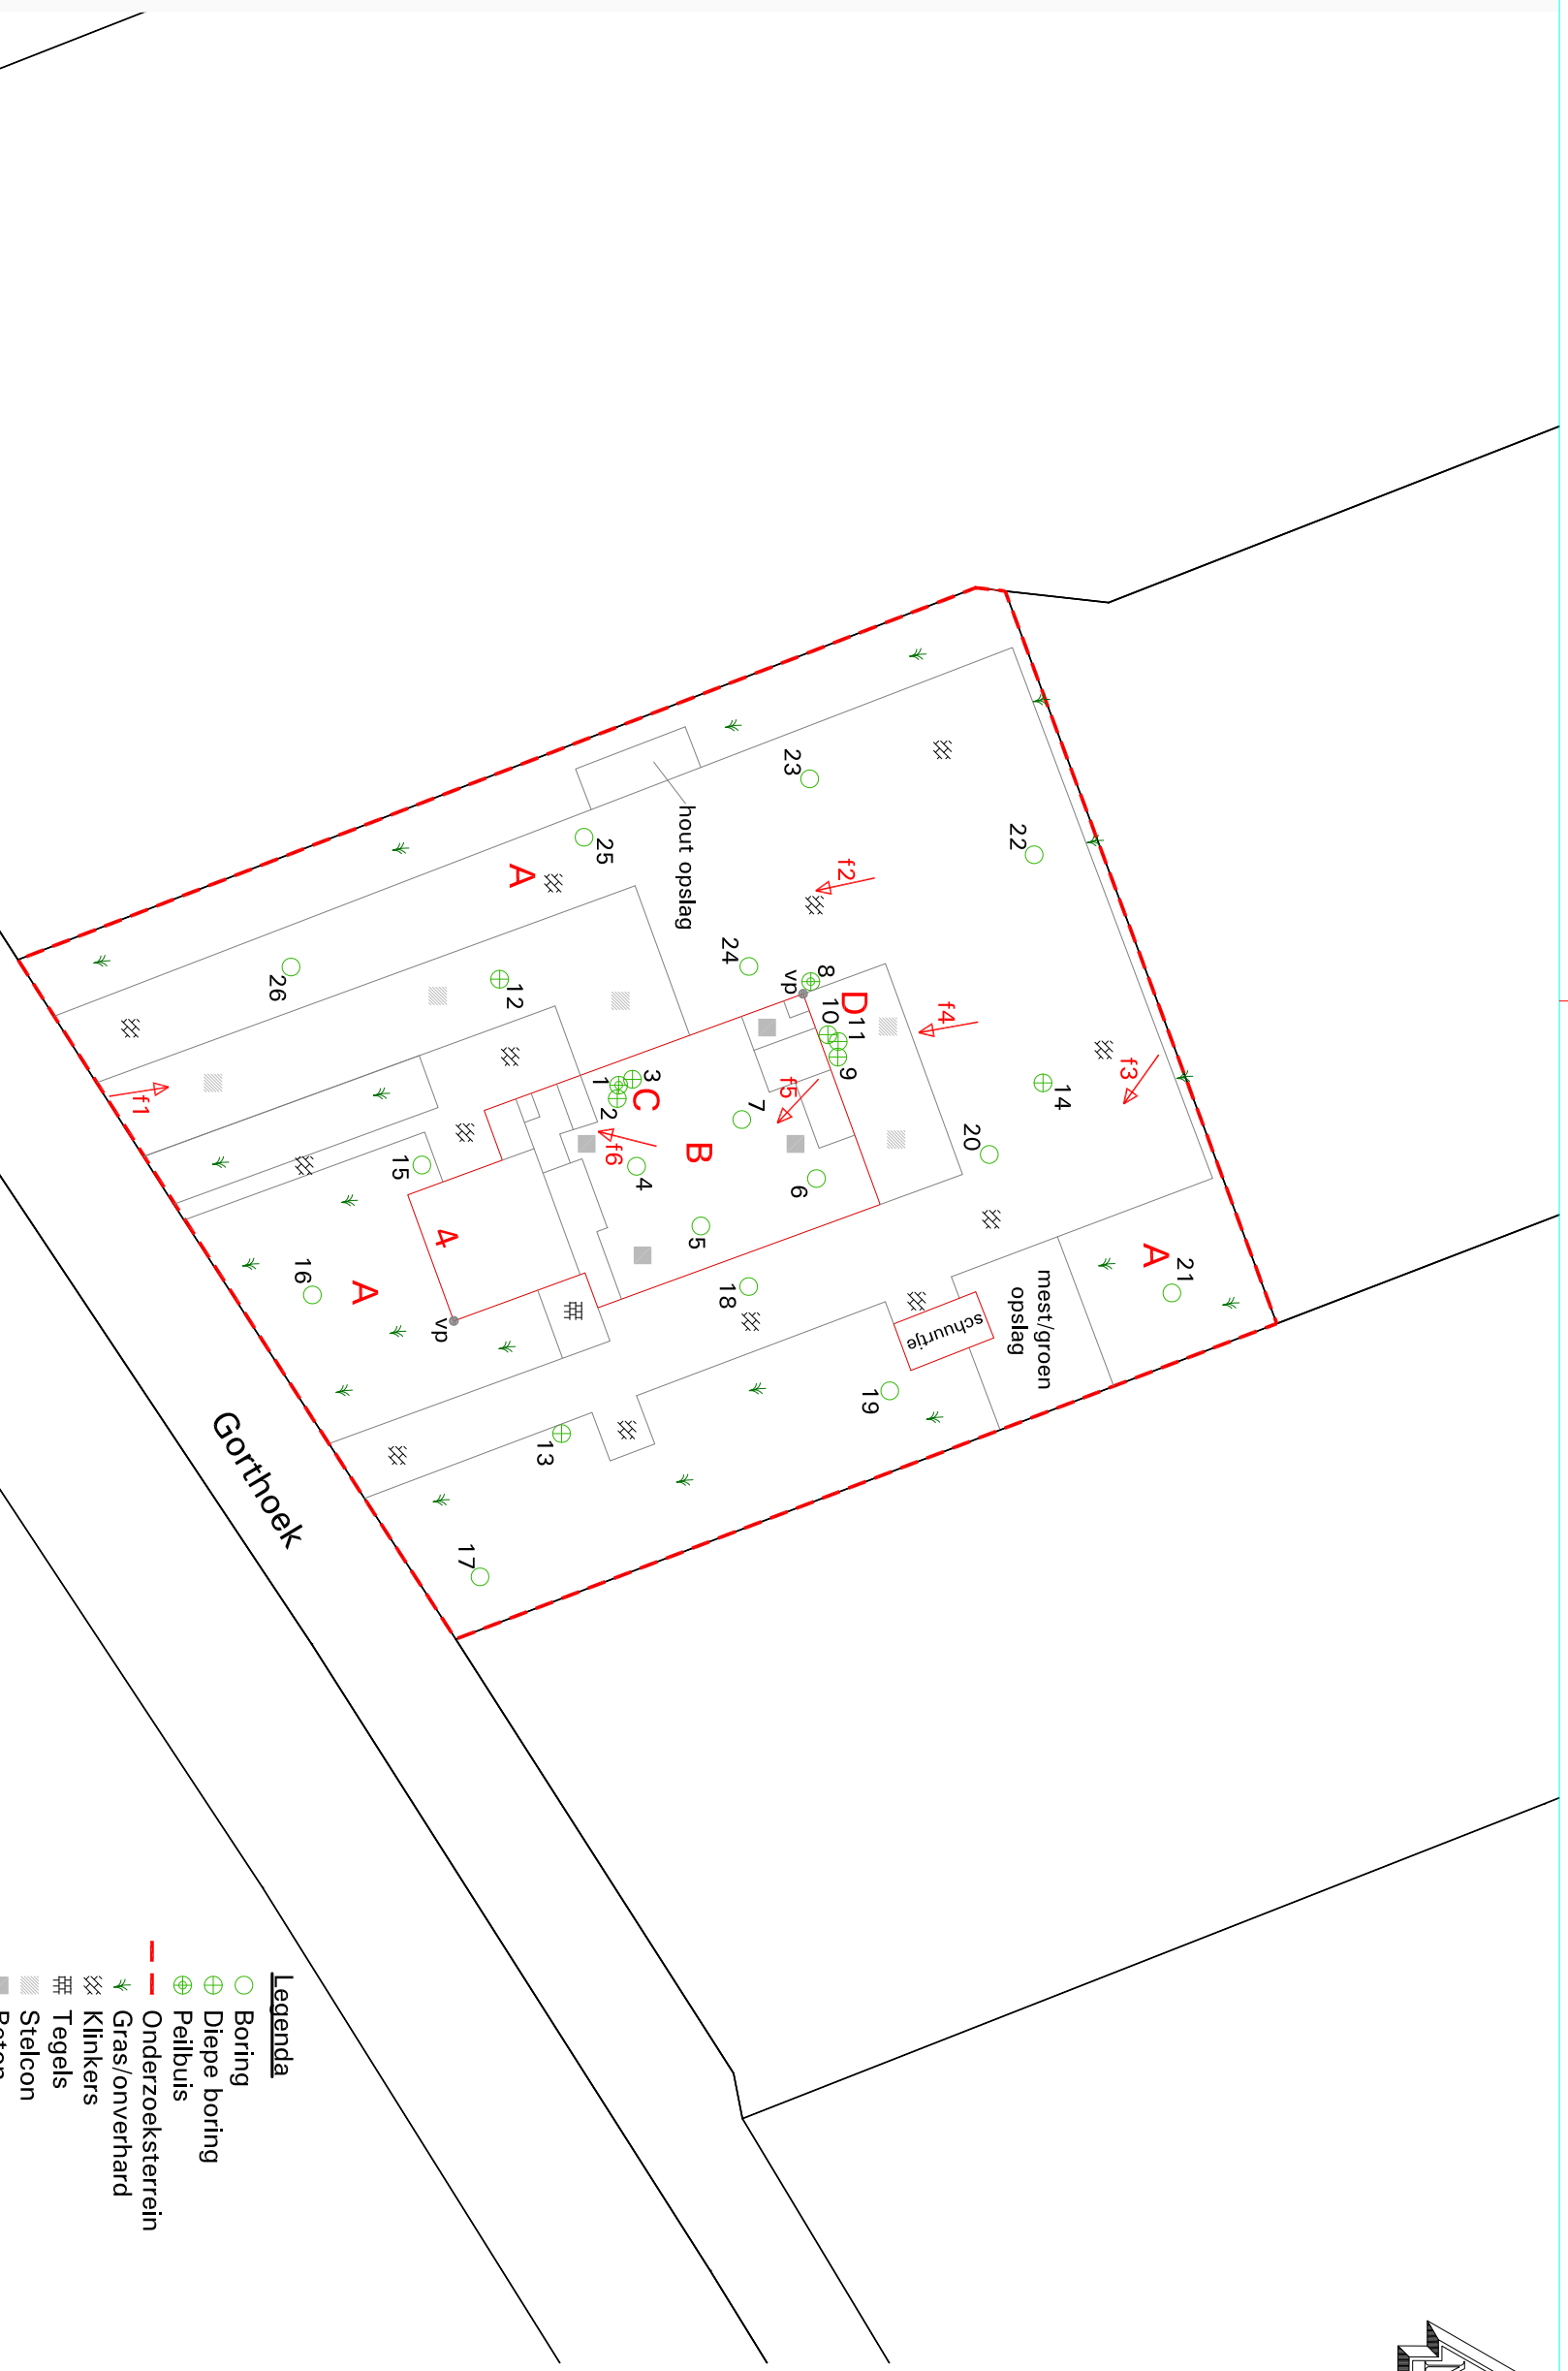 21
A
mest/groen
opslag
14
f3
22
20
schuurtje
f4
19
D
11
10
9
8
f2
vp
23
6
f5
7
24
18
B
5
hout opslag
3
C
4
1
2
f6
25
A
13
12
17
15
4
vp
A
16
26
f1
Gorthoek
Legenda
Boring
Diepe boring
Peilbuis
Onderzoeksterrein
Gras/onverhard
Klinkers
Tegels
Stelcon